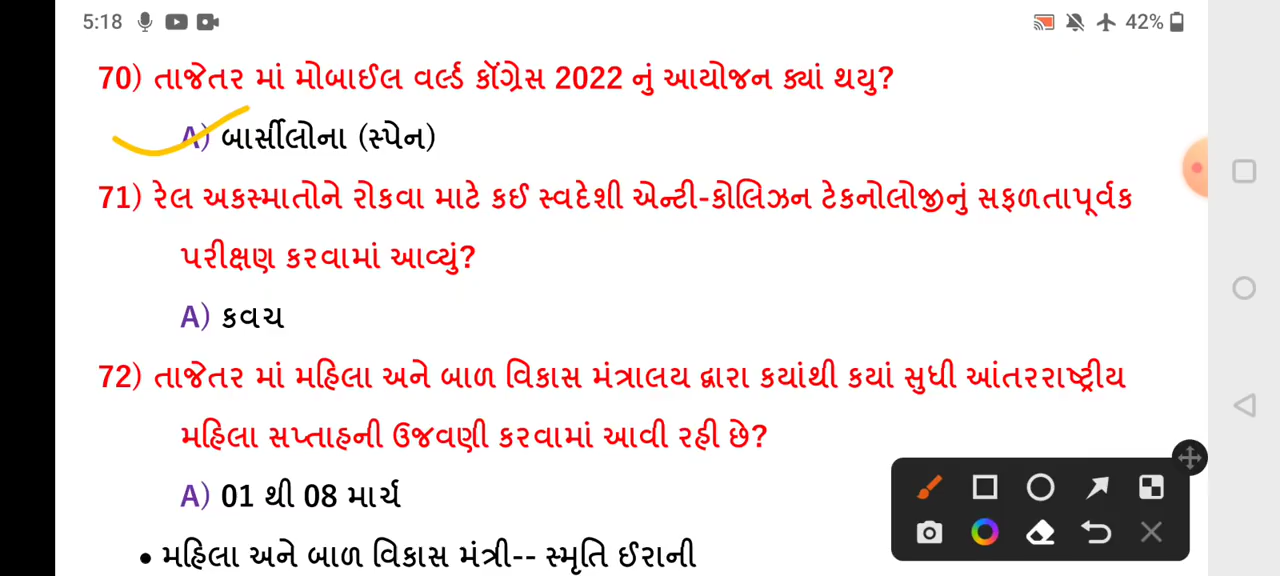 5:18
42%
70) તાજેતર માં મોબાઈલ વર્લ્ડ કૉંગ્રેસ 2022 નું આયોજન ક્યાં થયુ?
A) બાર્સીલોના (સ્પેન)
71) રેલ અકસ્માતોને રોકવા માટે કઈ સ્વદેશી એન્ટી-કોલિઝન ટેકનોલોજીનું સફળતાપૂર્વક
પરીક્ષણ કરવામાં આવ્યું?
A) કવચ
72) તાજેતર માં મહિલા અને બાળ વિકાસ મંત્રાલય દ્વારા કયાંથી કયાં સુધી આંતરરાષ્ટ્રીય
મહિલા સપ્તાહની ઉજવણી કરવામાં આવી રહી છે?
A) 01 થી 08 માર્ચ
• મહિલા અને બાળ વિકાસ મંત્રી-- સ્મૃતિ ઈરાની